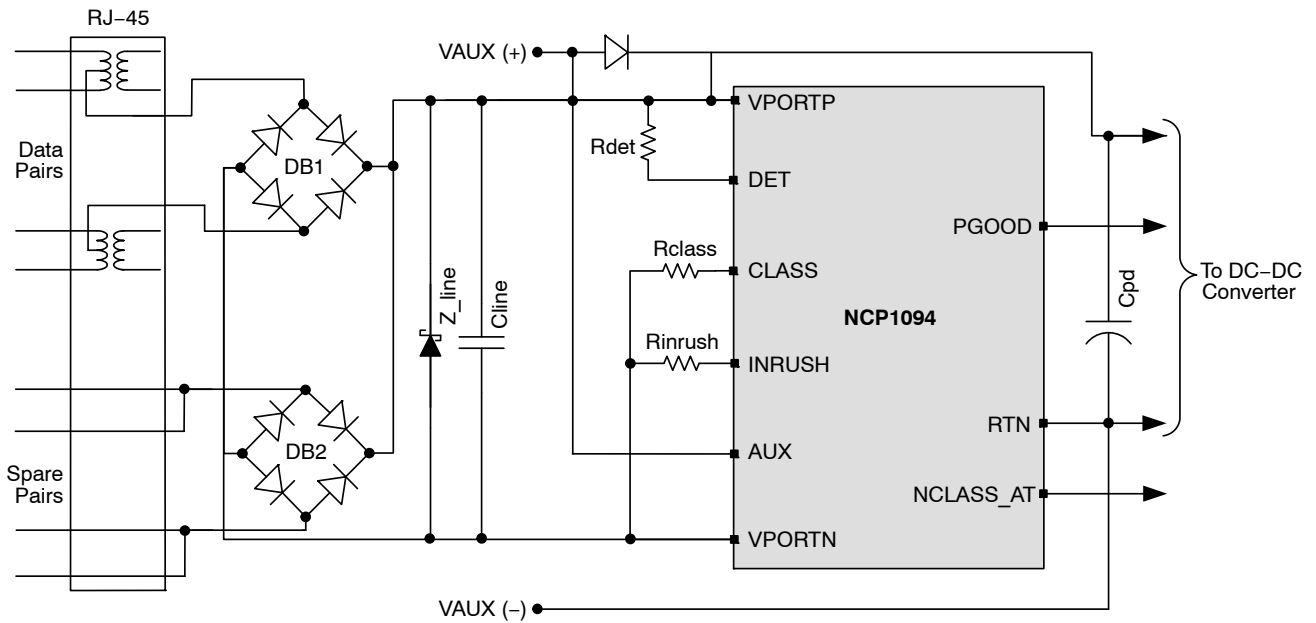 RJ−45
VAUX (+)
VPORTP
Rdet
Data
Pairs
DB1
DET
PGOOD
Rclass
CLASS
Z_line
Cline
NCP1094
Cpd
To DC−DC
Converter
Rinrush
INRUSH
RTN
DB2
AUX
Spare
Pairs
NCLASS_AT
VPORTN
VAUX (−)